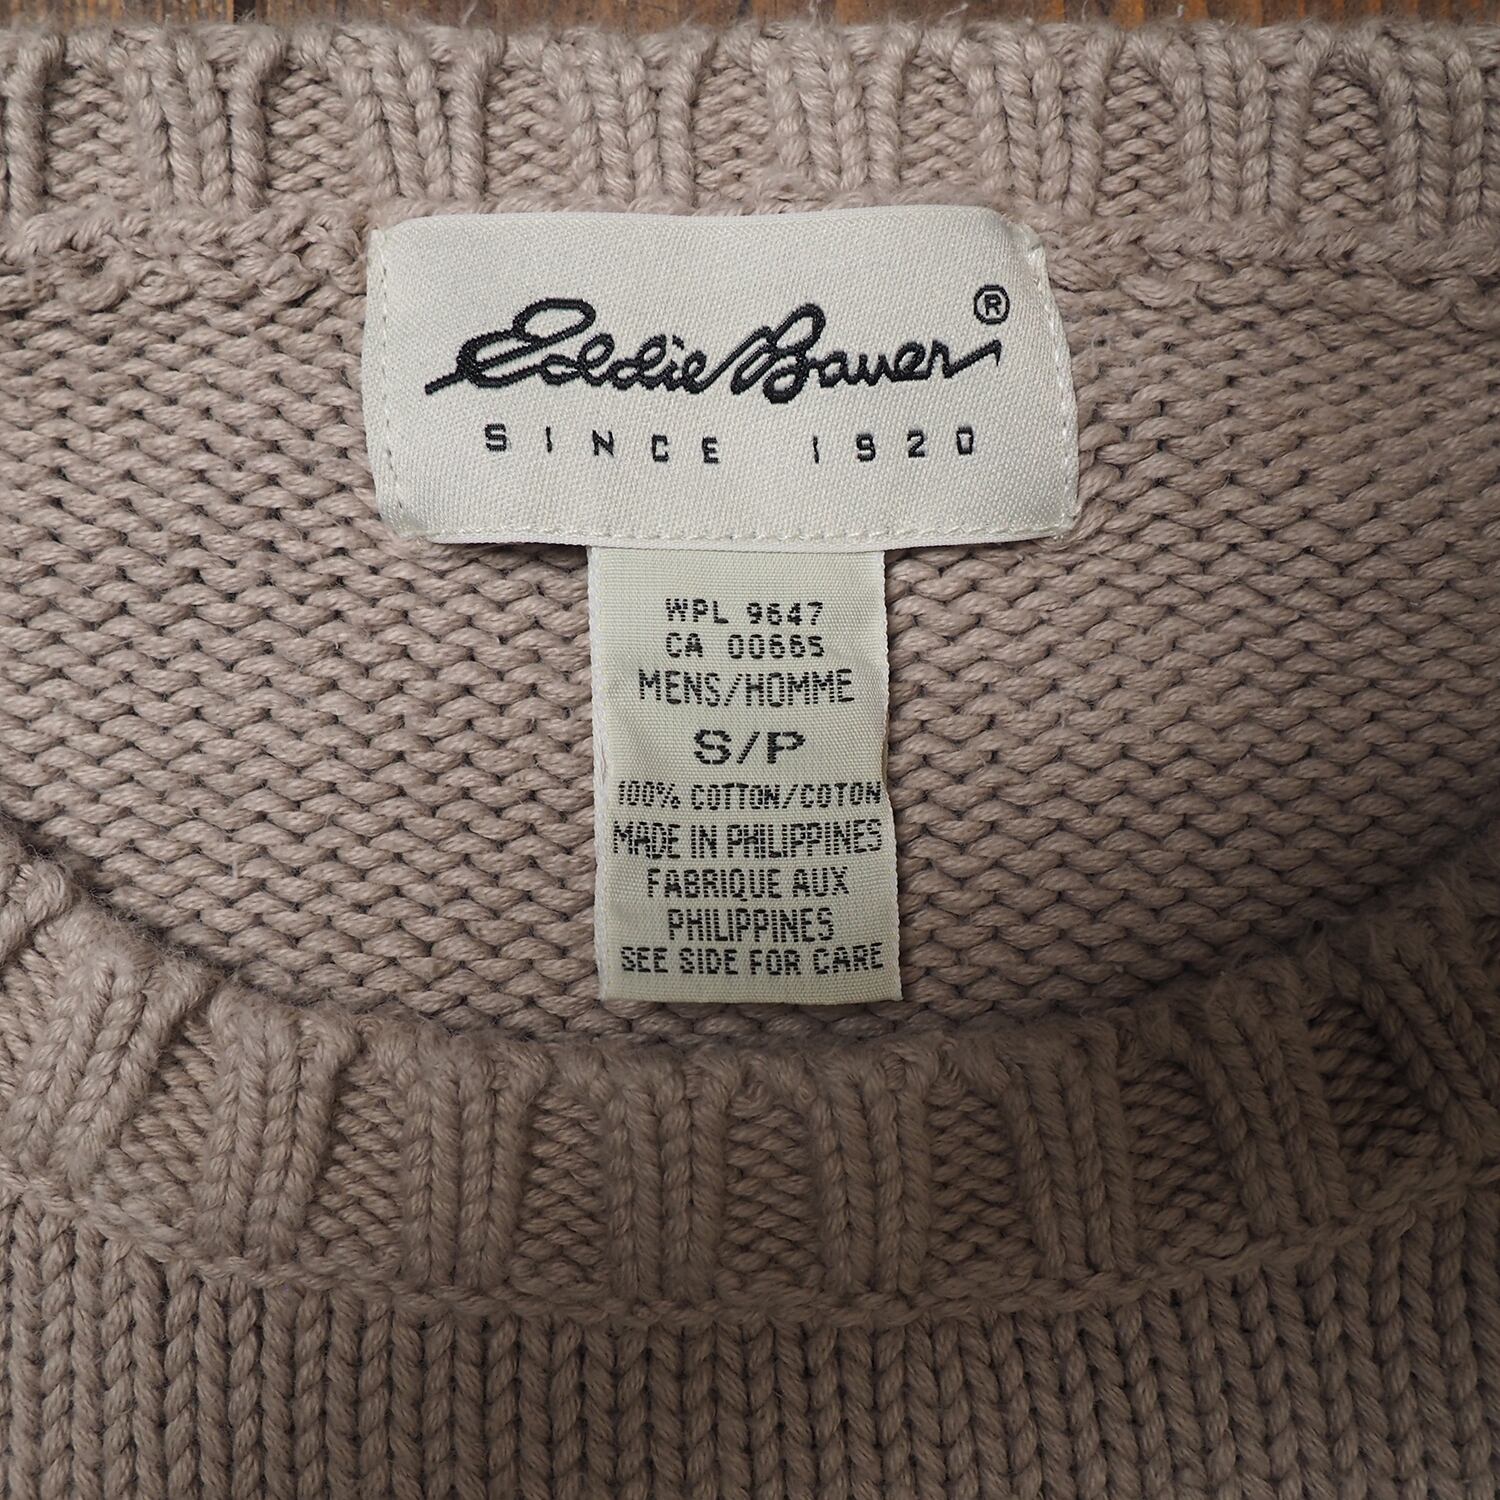 Eddie Bauer®
SINCE 1920
WPL 9647
CA 00665
MENS/HOMME
S/P
100% COTTON/COTON
MADE IN PHILIPPINES
FABRIQUE AUX
PHILIPPINES
SEE SIDE FOR CARE